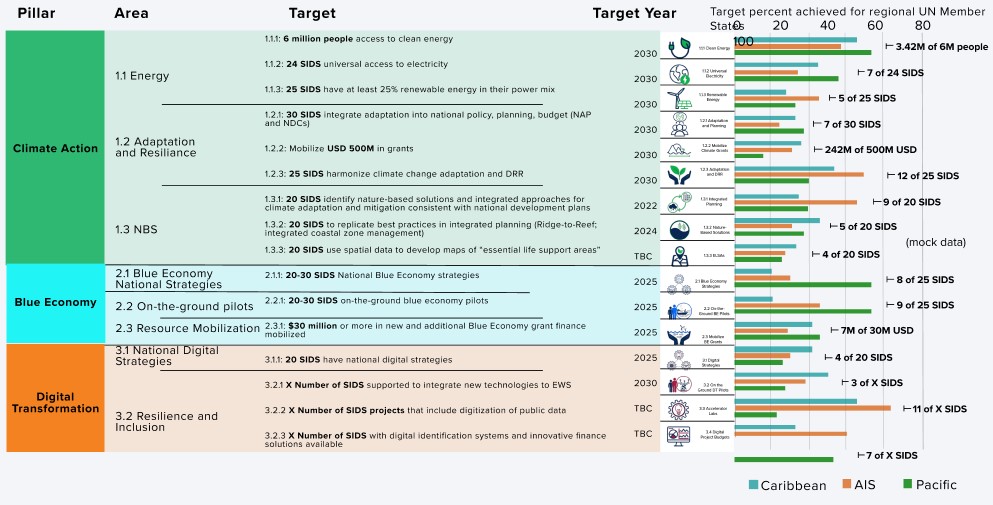 Pillar
Area
Target
Target Year
Target percent achieved for regional UN Member
States
0 20 40 60 80
100
Climate Action
1.1 Energy
1.1.1: 6 million people access to clean energy
2030
1.1 Clean Energy
3.42M of 6M people
1.1.2: 24 SIDS universal access to electricity
2030
1.1.2 Universal
Electricity
7 of 24 SIDS
1.1.3: 25 SIDS have at least 25% renewable energy in their power mix
2030
1.1.3 Renewable
Energy
5 of 25 SIDS
1.2 Adaptation
and Resiliance
1.2.1: 30 SIDS integrate adaptation into national policy, planning, budget (NAP
and NDCs)
2030
1.2.1 Adaptation
and Planning
7 of 30 SIDS
1.2.2: Mobilize USD 500M in grants
2030
1.2.2 Mobilize
Climate Grants
242M of 500M USD
1.2.3: 25 SIDS harmonize climate change adaptation and DRR
2030
1.2.3 Adaptation
and DRR
12 of 25 SIDS
1.3 NBS
1.3.1: 20 SIDS identify nature-based solutions and integrated approaches for
climate adaptation and mitigation consistent with national development plans
2022
1.3.1 Integrated
Planning
9 of 20 SIDS
1.3.2: 20 SIDS to replicate best practices in integrated planning (Ridge-to-Reef;
integrated coastal zone management)
2024
1.3.2 Nature-
Based Solutions
5 of 20 SIDS
(mock data)
1.3.3: 20 SIDS use spatial data to develop maps of "essential life support areas"
TBC
1.3.3 ELSAs
4 of 20 SIDS
Blue Economy
2.1 Blue Economy
National Strategies
2.1.1: 20-30 SIDS National Blue Economy strategies
2025
2.1 Blue Economy
Strategies
8 of 25 SIDS
2.2 On-the-ground pilots
2.2.1: 20-30 SIDS on-the-ground blue economy pilots
2025
2.2 On-the-
Ground BE Pilots
9 of 25 SIDS
2.3 Resource Mobilization
2.3.1: $30 million or more in new and additional Blue Economy grant finance
mobilized
2025
2.3 Mobilize
BE Grants
7M of 30M USD
Digital
Transformation
3.1 National Digital
Strategies
3.1.1: 20 SIDS have national digital strategies
2025
3.1 Digital
Strategies
4 of 20 SIDS
3.2 Resilience and
Inclusion
3.2.1 X Number of SIDS supported to integrate new technologies to EWS
2030
3.2 On the
Ground DT Pilots
3 of X SIDS
3.2.2 X Number of SIDS projects that include digitization of public data
TBC
3.3 Accelerator
Labs
11 of X SIDS
3.2.3 X Number of SIDS with digital identification systems and innovative finance
solutions available
TBC
3.4 Digital
Project Budgets
7 of X SIDS
Caribbean
AIS
Pacific